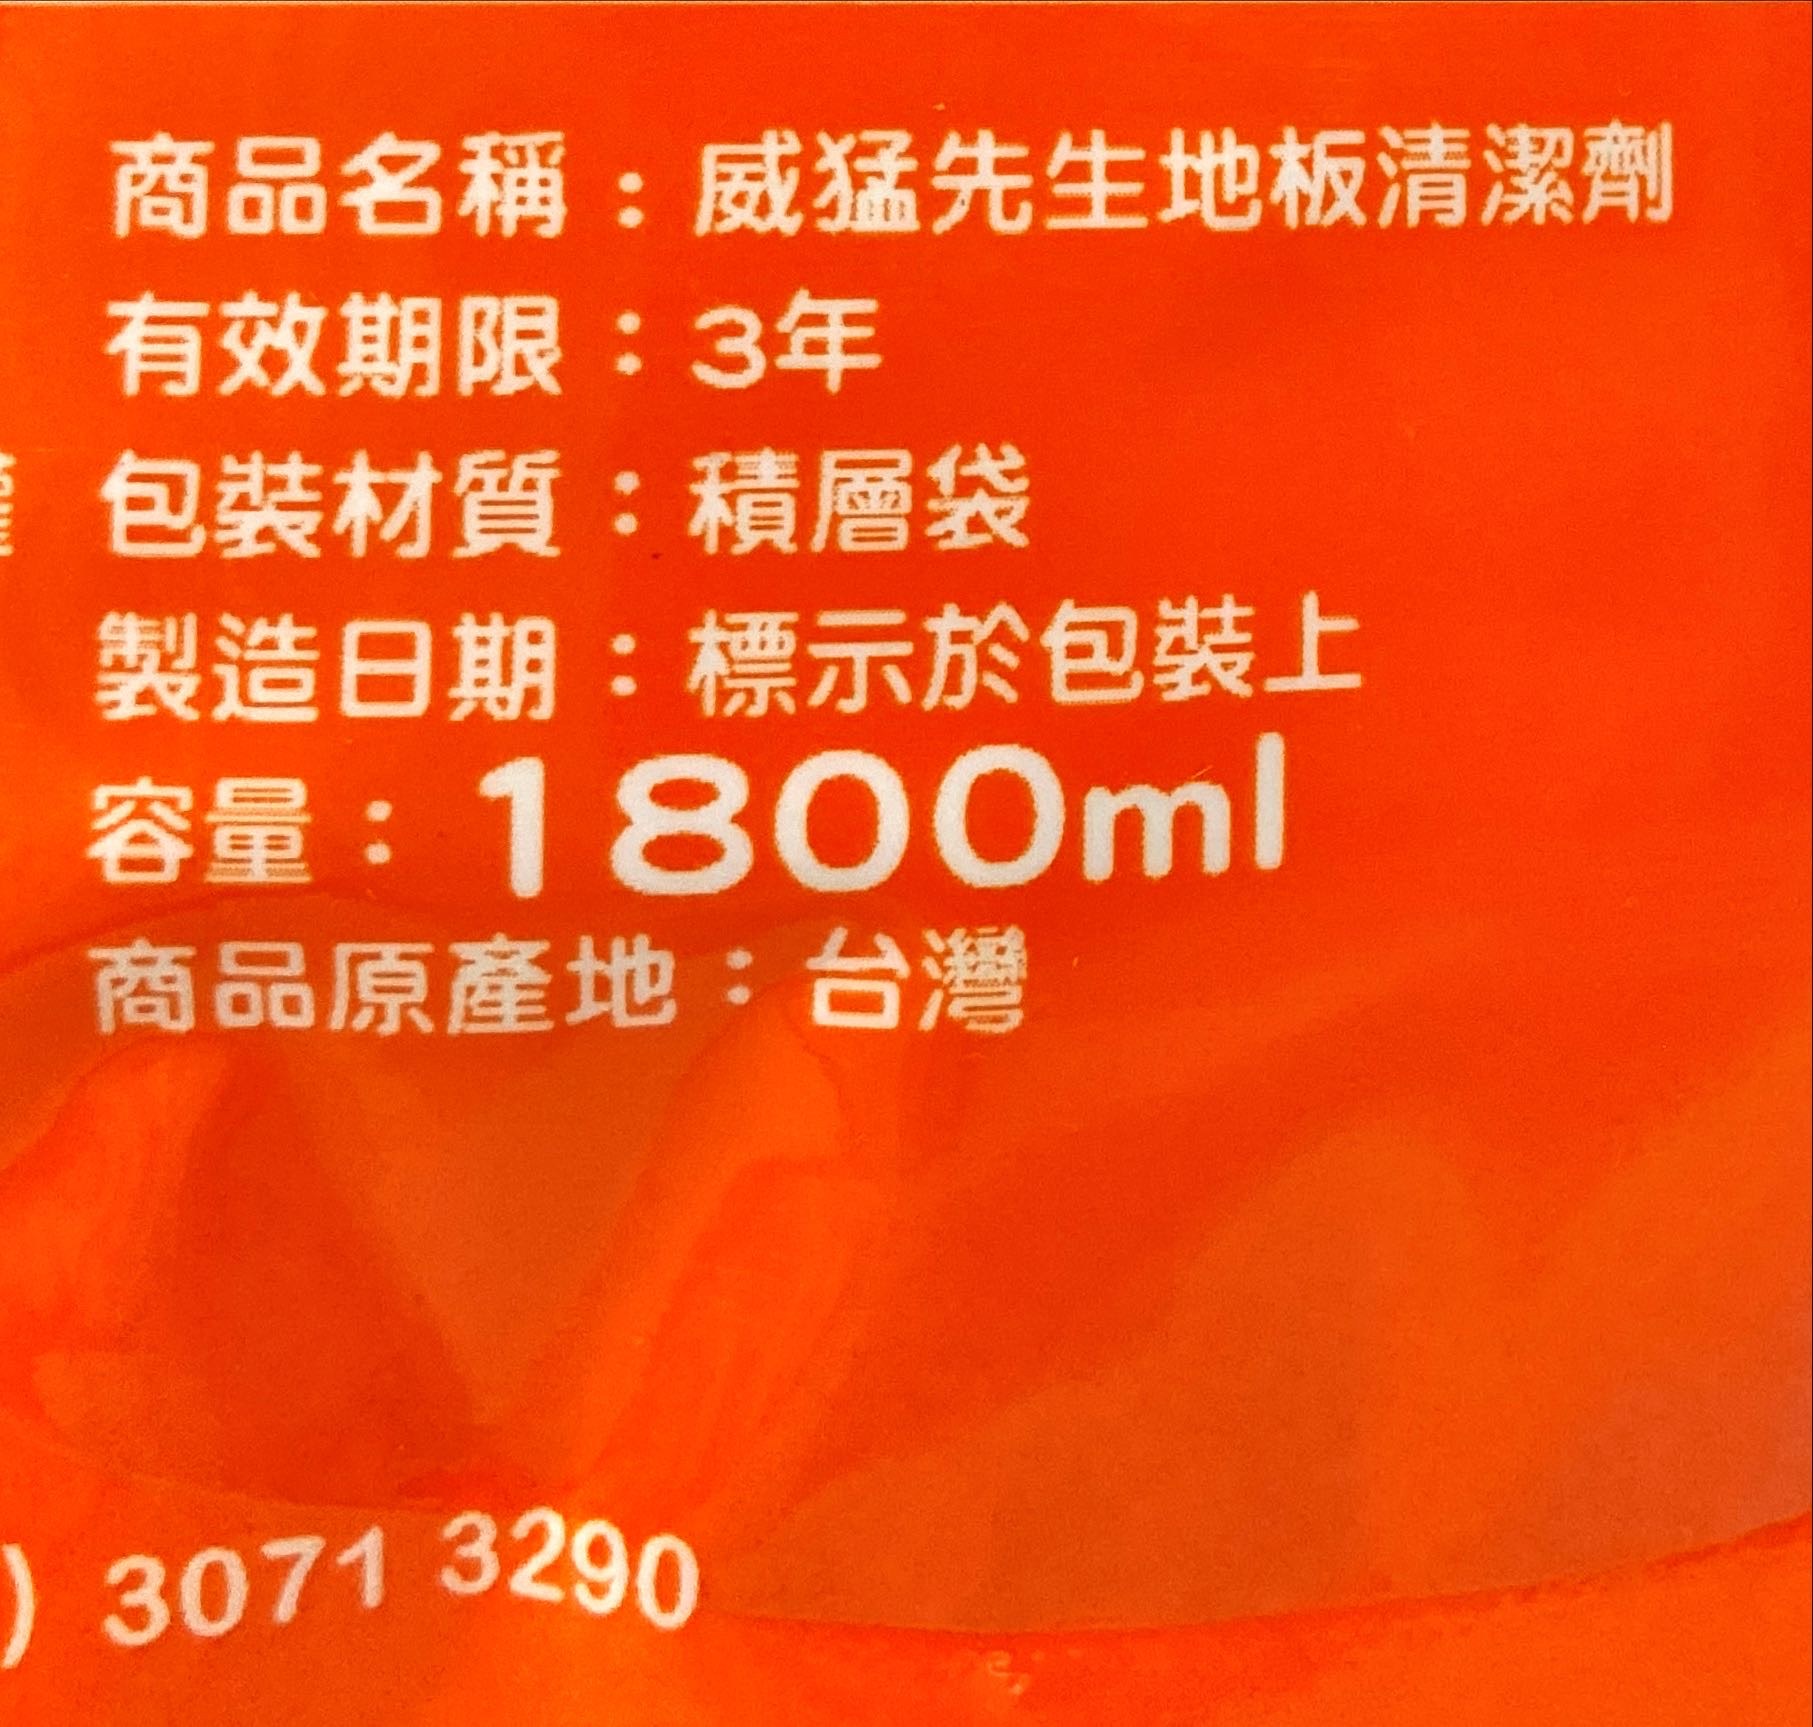 商品名稱：威猛先生地板清潔劑
有效期限：3年
包裝材質：積層袋
製造日期：標示於包裝上
容量：1800ml
商品原產地：台灣
) 3071 3290